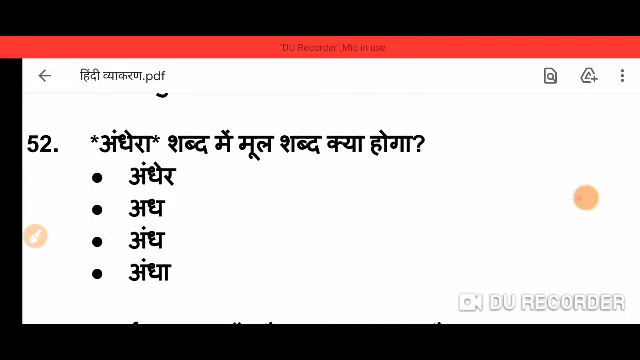 "DU Recorder",Mic in use
हिंदी व्याकरण.pdf
52. *अंधेरा* शब्द में मूल शब्द क्या होगा?
● अंधेर
● अध
● अंध
● अंधा
DU RECORDER